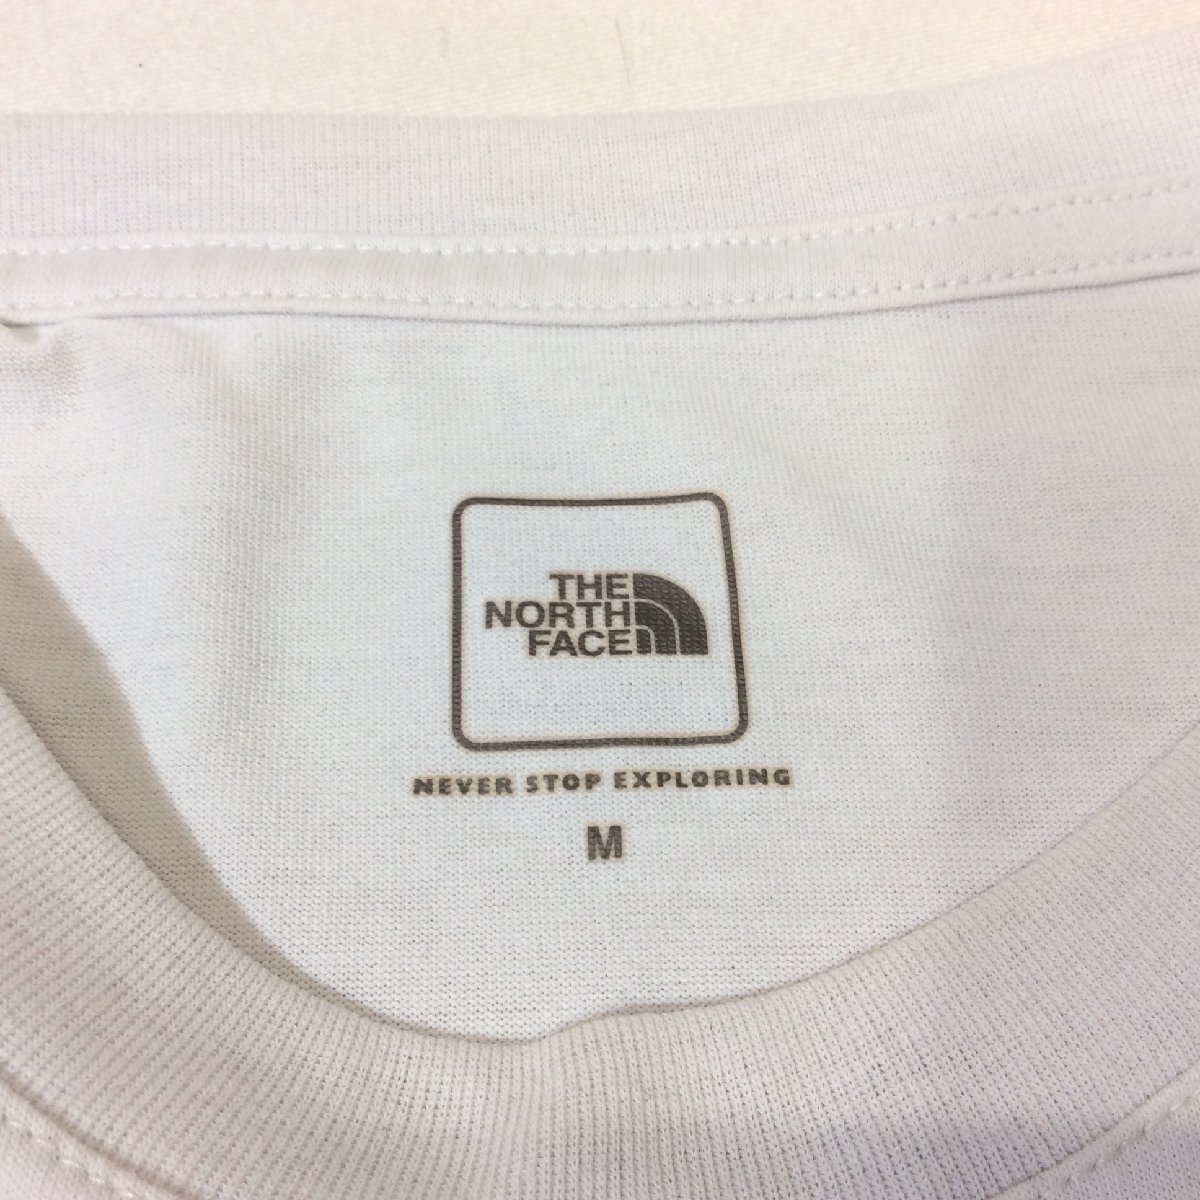 THE
NORTH
FACE
NEVER STOP EXPLORING
M